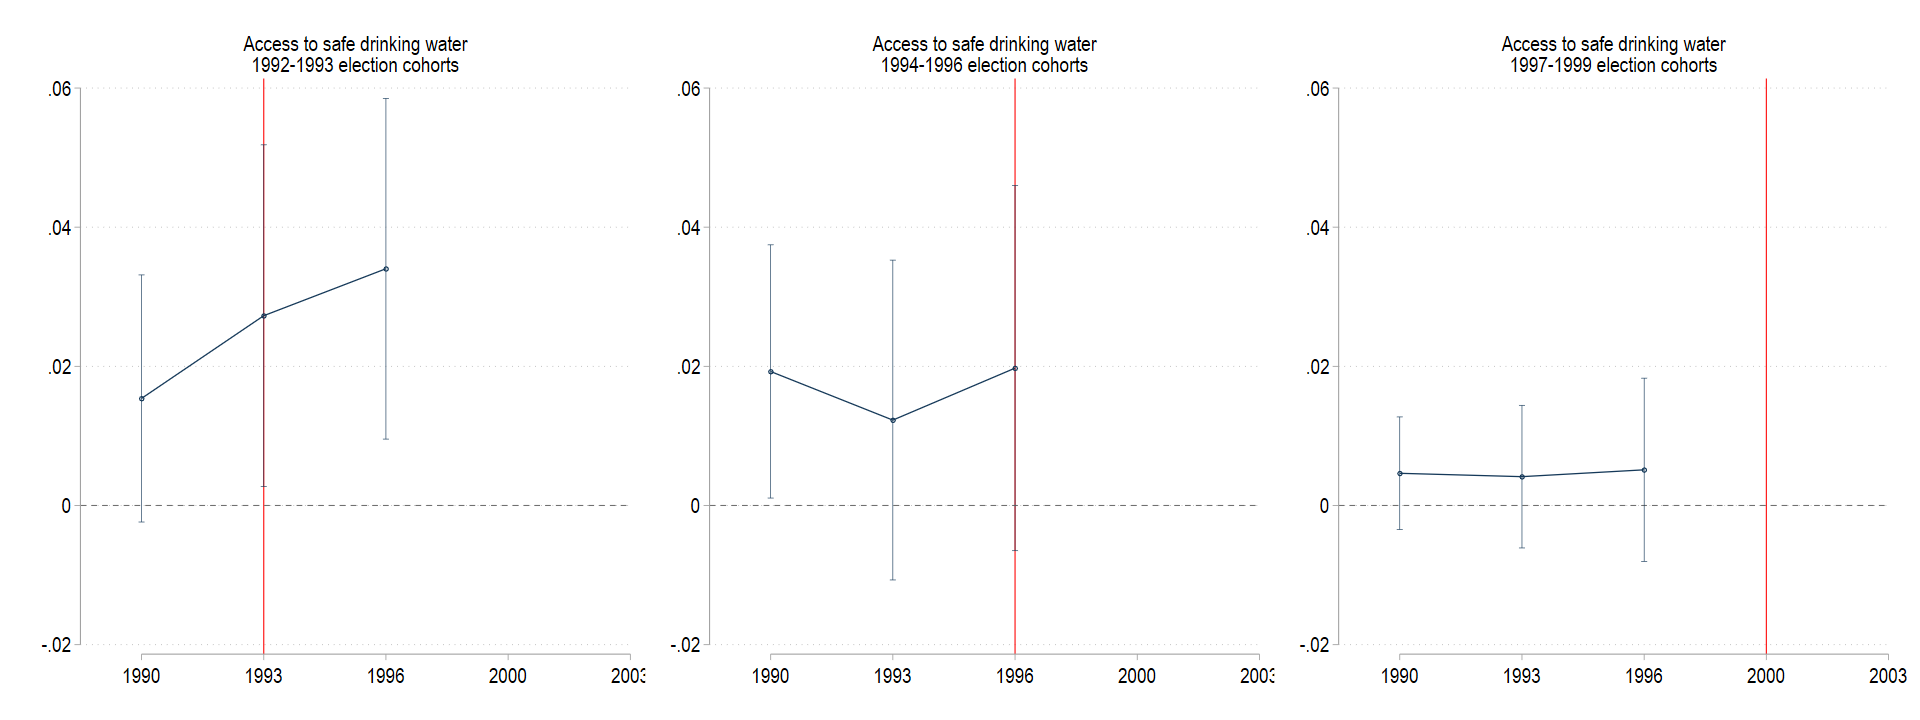 Access to safe drinking water
1992-1993 election cohorts
.06
.04
.02
0
-.02
1990 1993 1996 2000 2003
Access to safe drinking water
1994-1996 election cohorts
.06
.04
.02
0
-.02
1990 1993 1996 2000 2003
Access to safe drinking water
1997-1999 election cohorts
.06
.04
.02
0
-.02
1990 1993 1996 2000 2003